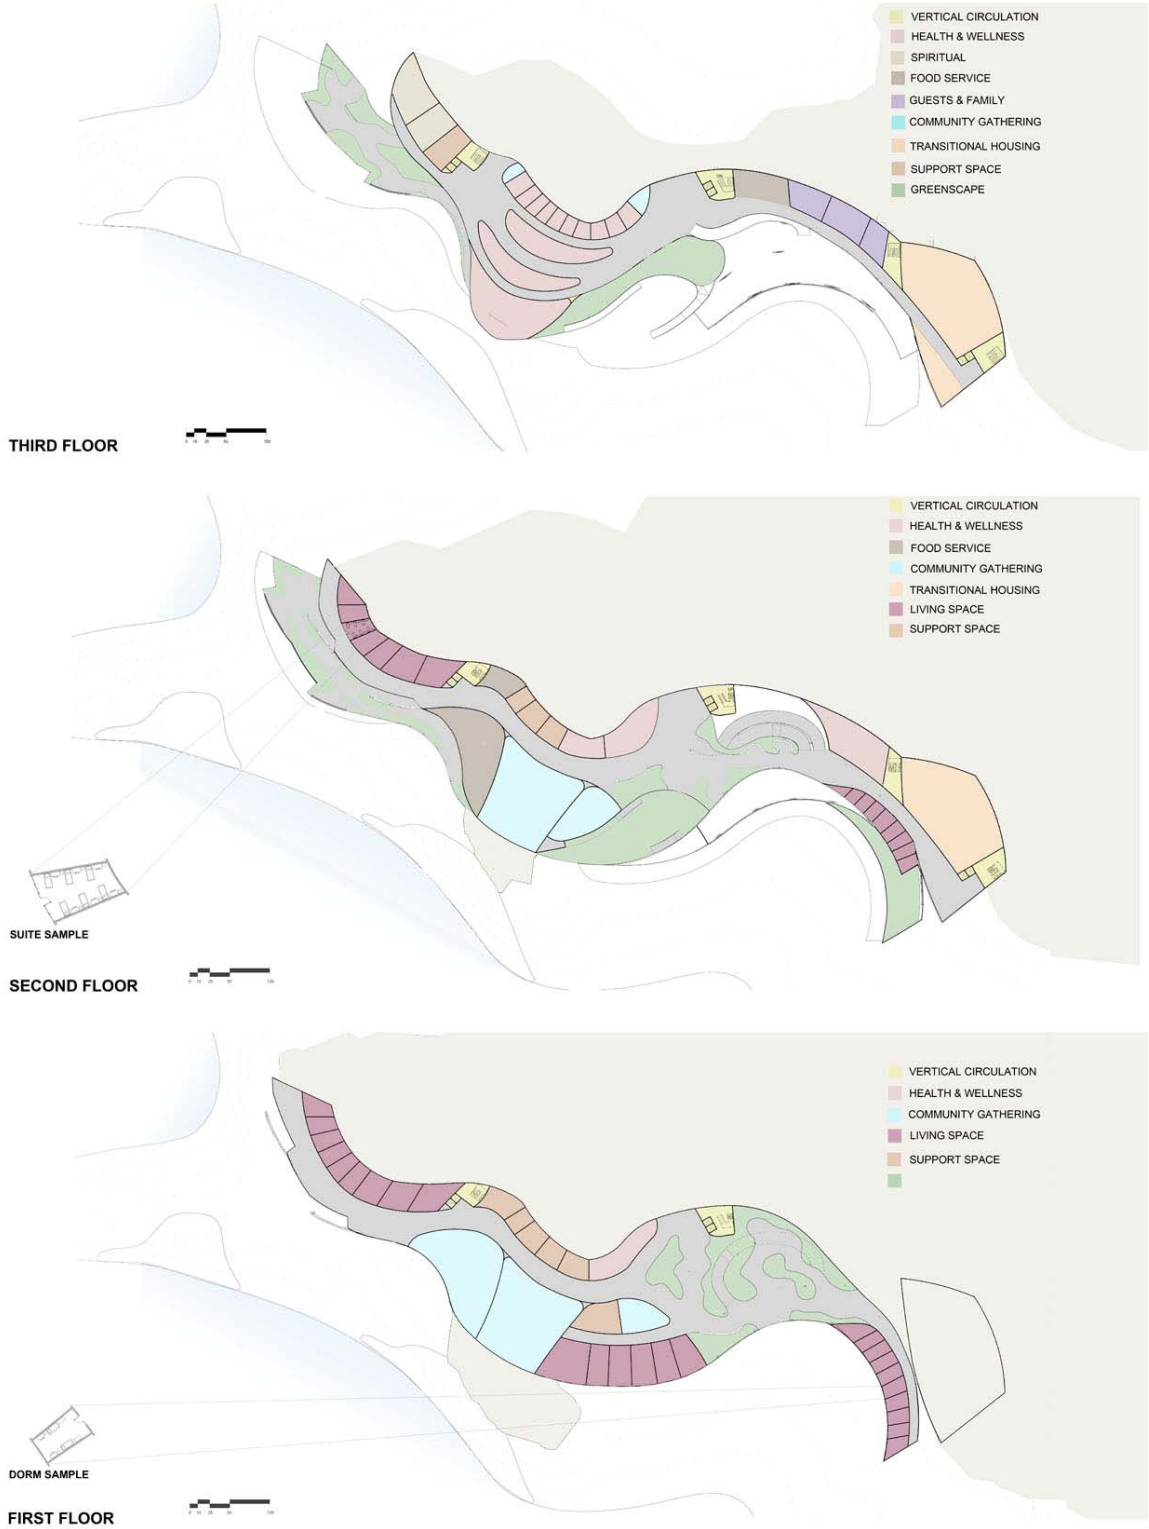 VERTICAL CIRCULATION
HEALTH & WELLNESS
SPIRITUAL
FOOD SERVICE
GUESTS & FAMILY
COMMUNITY GATHERING
TRANSITIONAL HOUSING
SUPPORT SPACE
GREENSCAPE
THIRD FLOOR
VERTICAL CIRCULATION
HEALTH & WELLNESS
FOOD SERVICE
COMMUNITY GATHERING
TRANSITIONAL HOUSING
LIVING SPACE
SUPPORT SPACE
SUITE SAMPLE
SECOND FLOOR
VERTICAL CIRCULATION
HEALTH & WELLNESS
COMMUNITY GATHERING
LIVING SPACE
SUPPORT SPACE
DORM SAMPLE
FIRST FLOOR